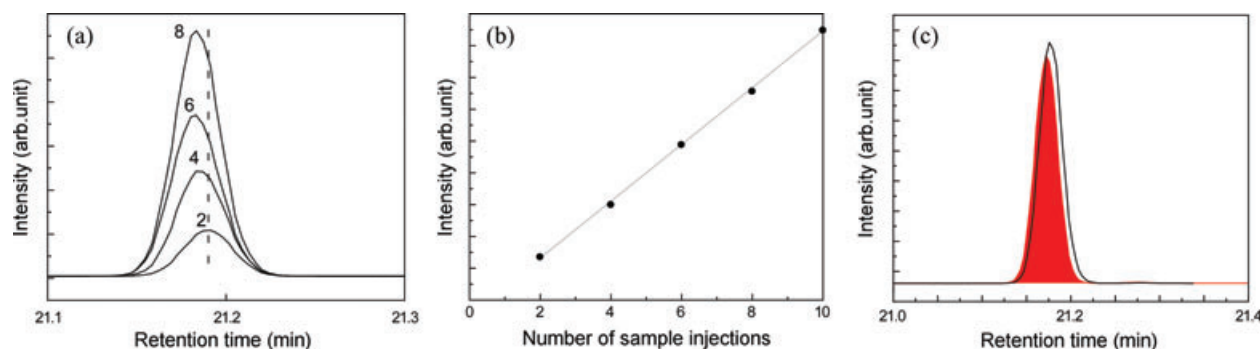 (a)
8
6
4
2
Intensity (arb.unit)
21.1 21.2 21.3
Retention time (min)
(b)
Intensity (arb.unit)
0 2 4 6 8 10
Number of sample injections
(c)
Intensity (arb.unit)
21.0 21.2 21.4
Retention time (min)